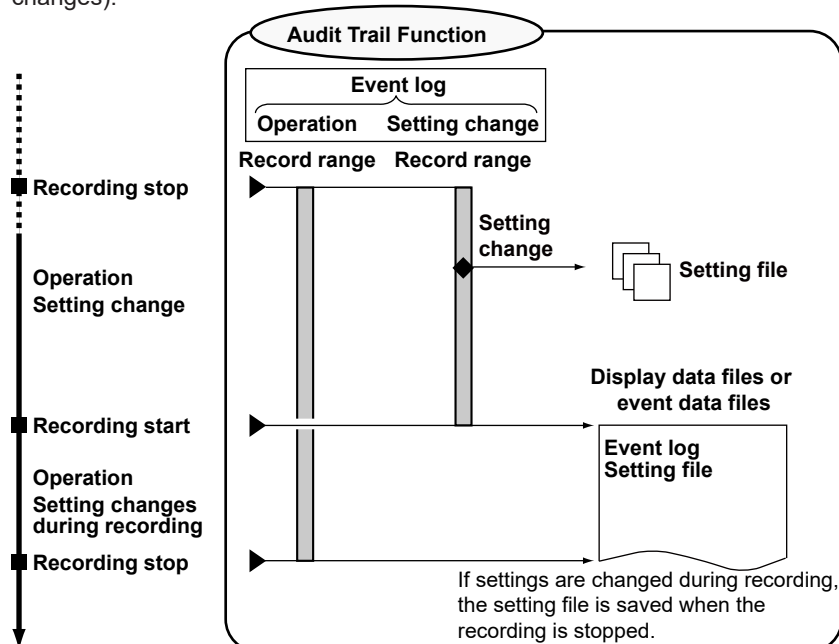 changes).
Audit Trail Function
Event log
Operation Setting change
Record range Record range
Recording stop
Setting
change
Setting file
Operation
Setting change
Display data files or
event data files
Recording start
Event log
Setting file
Operation
Setting changes
during recording
Recording stop
If settings are changed during recording,
the setting file is saved when the
recording is stopped.